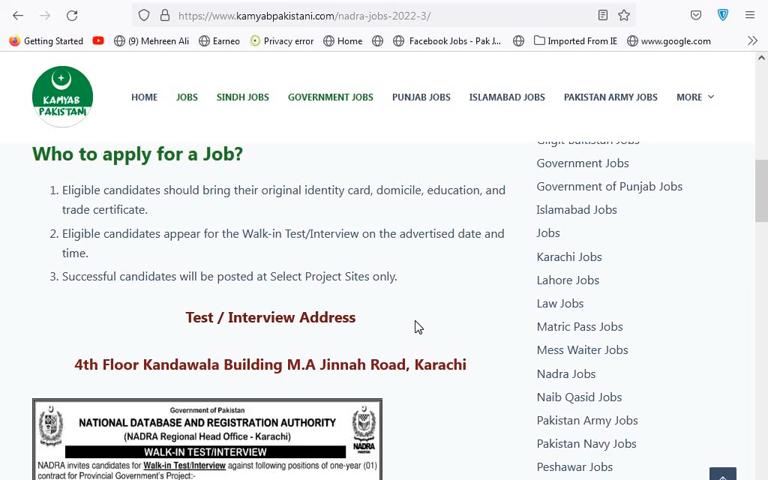 https://www.kamyabpakistani.com/nadra-jobs-2022-3/
Getting Started
(9) Mehreen Ali
Earneo
Privacy error
Home
Facebook Jobs - Pak J...
Imported From IE
www.google.com
KAMYAB
PAKISTANI
HOME
JOBS
SINDH JOBS
GOVERNMENT JOBS
PUNJAB JOBS
ISLAMABAD JOBS
PAKISTAN ARMY JOBS
MORE
Who to apply for a Job?
1. Eligible candidates should bring their original identity card, domicile, education, and
trade certificate.
2. Eligible candidates appear for the Walk-in Test/Interview on the advertised date and
time.
3. Successful candidates will be posted at Select Project Sites only.
Test / Interview Address
4th Floor Kandawala Building M.A Jinnah Road, Karachi
Government of Pakistan
NATIONAL DATABASE AND REGISTRATION AUTHORITY
(NADRA Regional Head Office - Karachi)
NADRA
WALK-IN TEST/INTERVIEW
NADRA invites candidates for Walk-in Test/Interview against following positions of one-year (01)
contract for Provincial Government's Project:-
Gilgit Baltistan Jobs
Government Jobs
Government of Punjab Jobs
Islamabad Jobs
Jobs
Karachi Jobs
Lahore Jobs
Law Jobs
Matric Pass Jobs
Mess Waiter Jobs
Nadra Jobs
Naib Qasid Jobs
Pakistan Army Jobs
Pakistan Navy Jobs
Peshawar Jobs